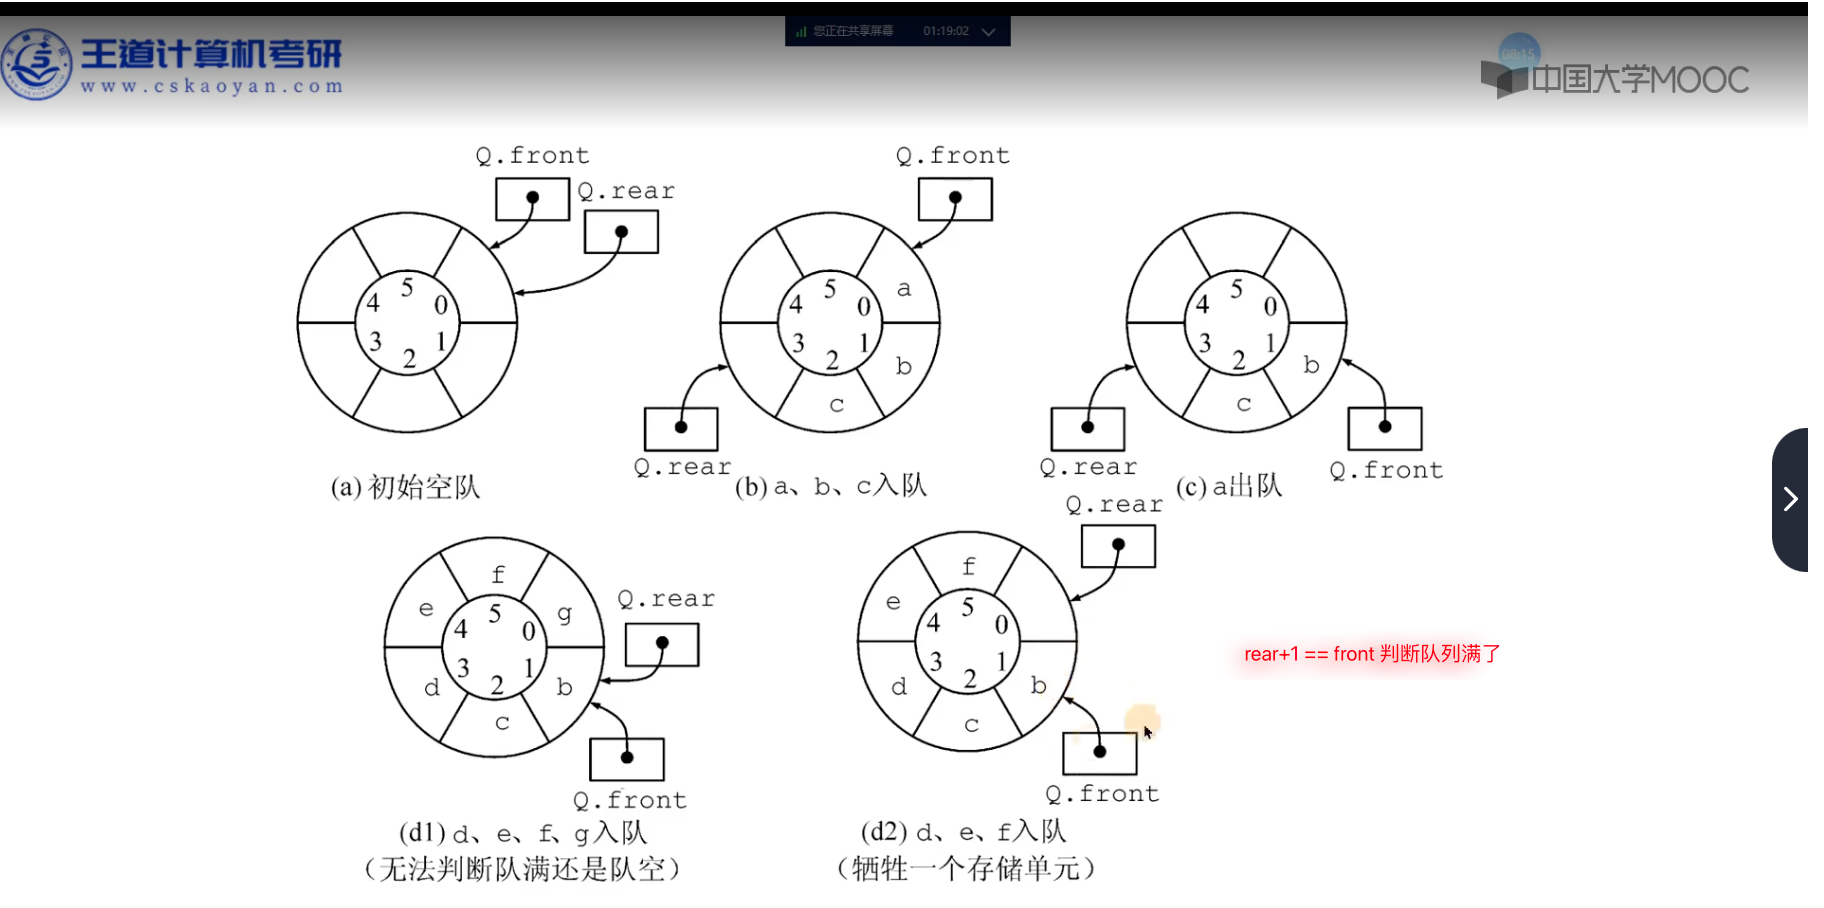 您正在共享屏幕 01:19:02
王道计算机考研
www.cskaoyan.com
08:15
中国大学MOOC
Q.front
Q.rear
5
4
0
3
1
2
(a) 初始空队
Q.front
5
4
0
a
3
1
b
2
c
Q.rear
(b) a、b、c入队
5
4
0
3
1
b
2
c
Q.rear
Q.front
(c) a出队
f
e
g
5
4
0
3
1
d
2
b
c
Q.rear
Q.front
(d1) d、e、f、g入队
（无法判断队满还是队空）
Q.rear
f
e
5
4
0
3
1
d
2
b
c
Q.front
(d2) d、e、f入队
（牺牲一个存储单元）
rear+1 == front 判断队列满了